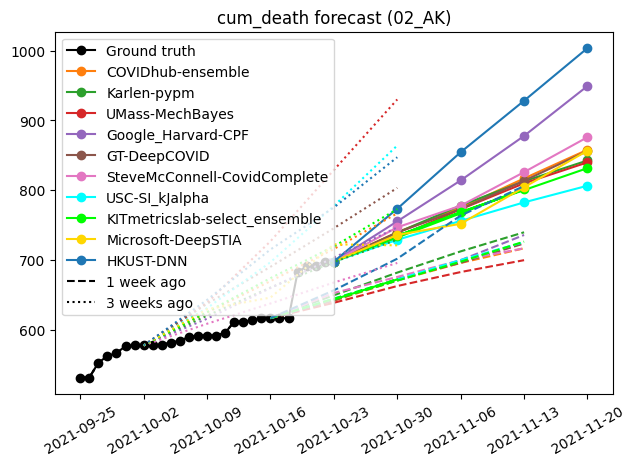 cum_death forecast (02_AK)
1000
900
800
700
600
Ground truth
COVIDhub-ensemble
Karlen-pypm
UMass-MechBayes
Google_Harvard-CPF
GT-DeepCOVID
SteveMcConnell-CovidComplete
USC-SI_kJalpha
KITmetricslab-select_ensemble
Microsoft-DeepSTIA
HKUST-DNN
1 week ago
3 weeks ago
2021-09-25
2021-10-02
2021-10-09
2021-10-16
2021-10-23
2021-10-30
2021-11-06
2021-11-13
2021-11-20